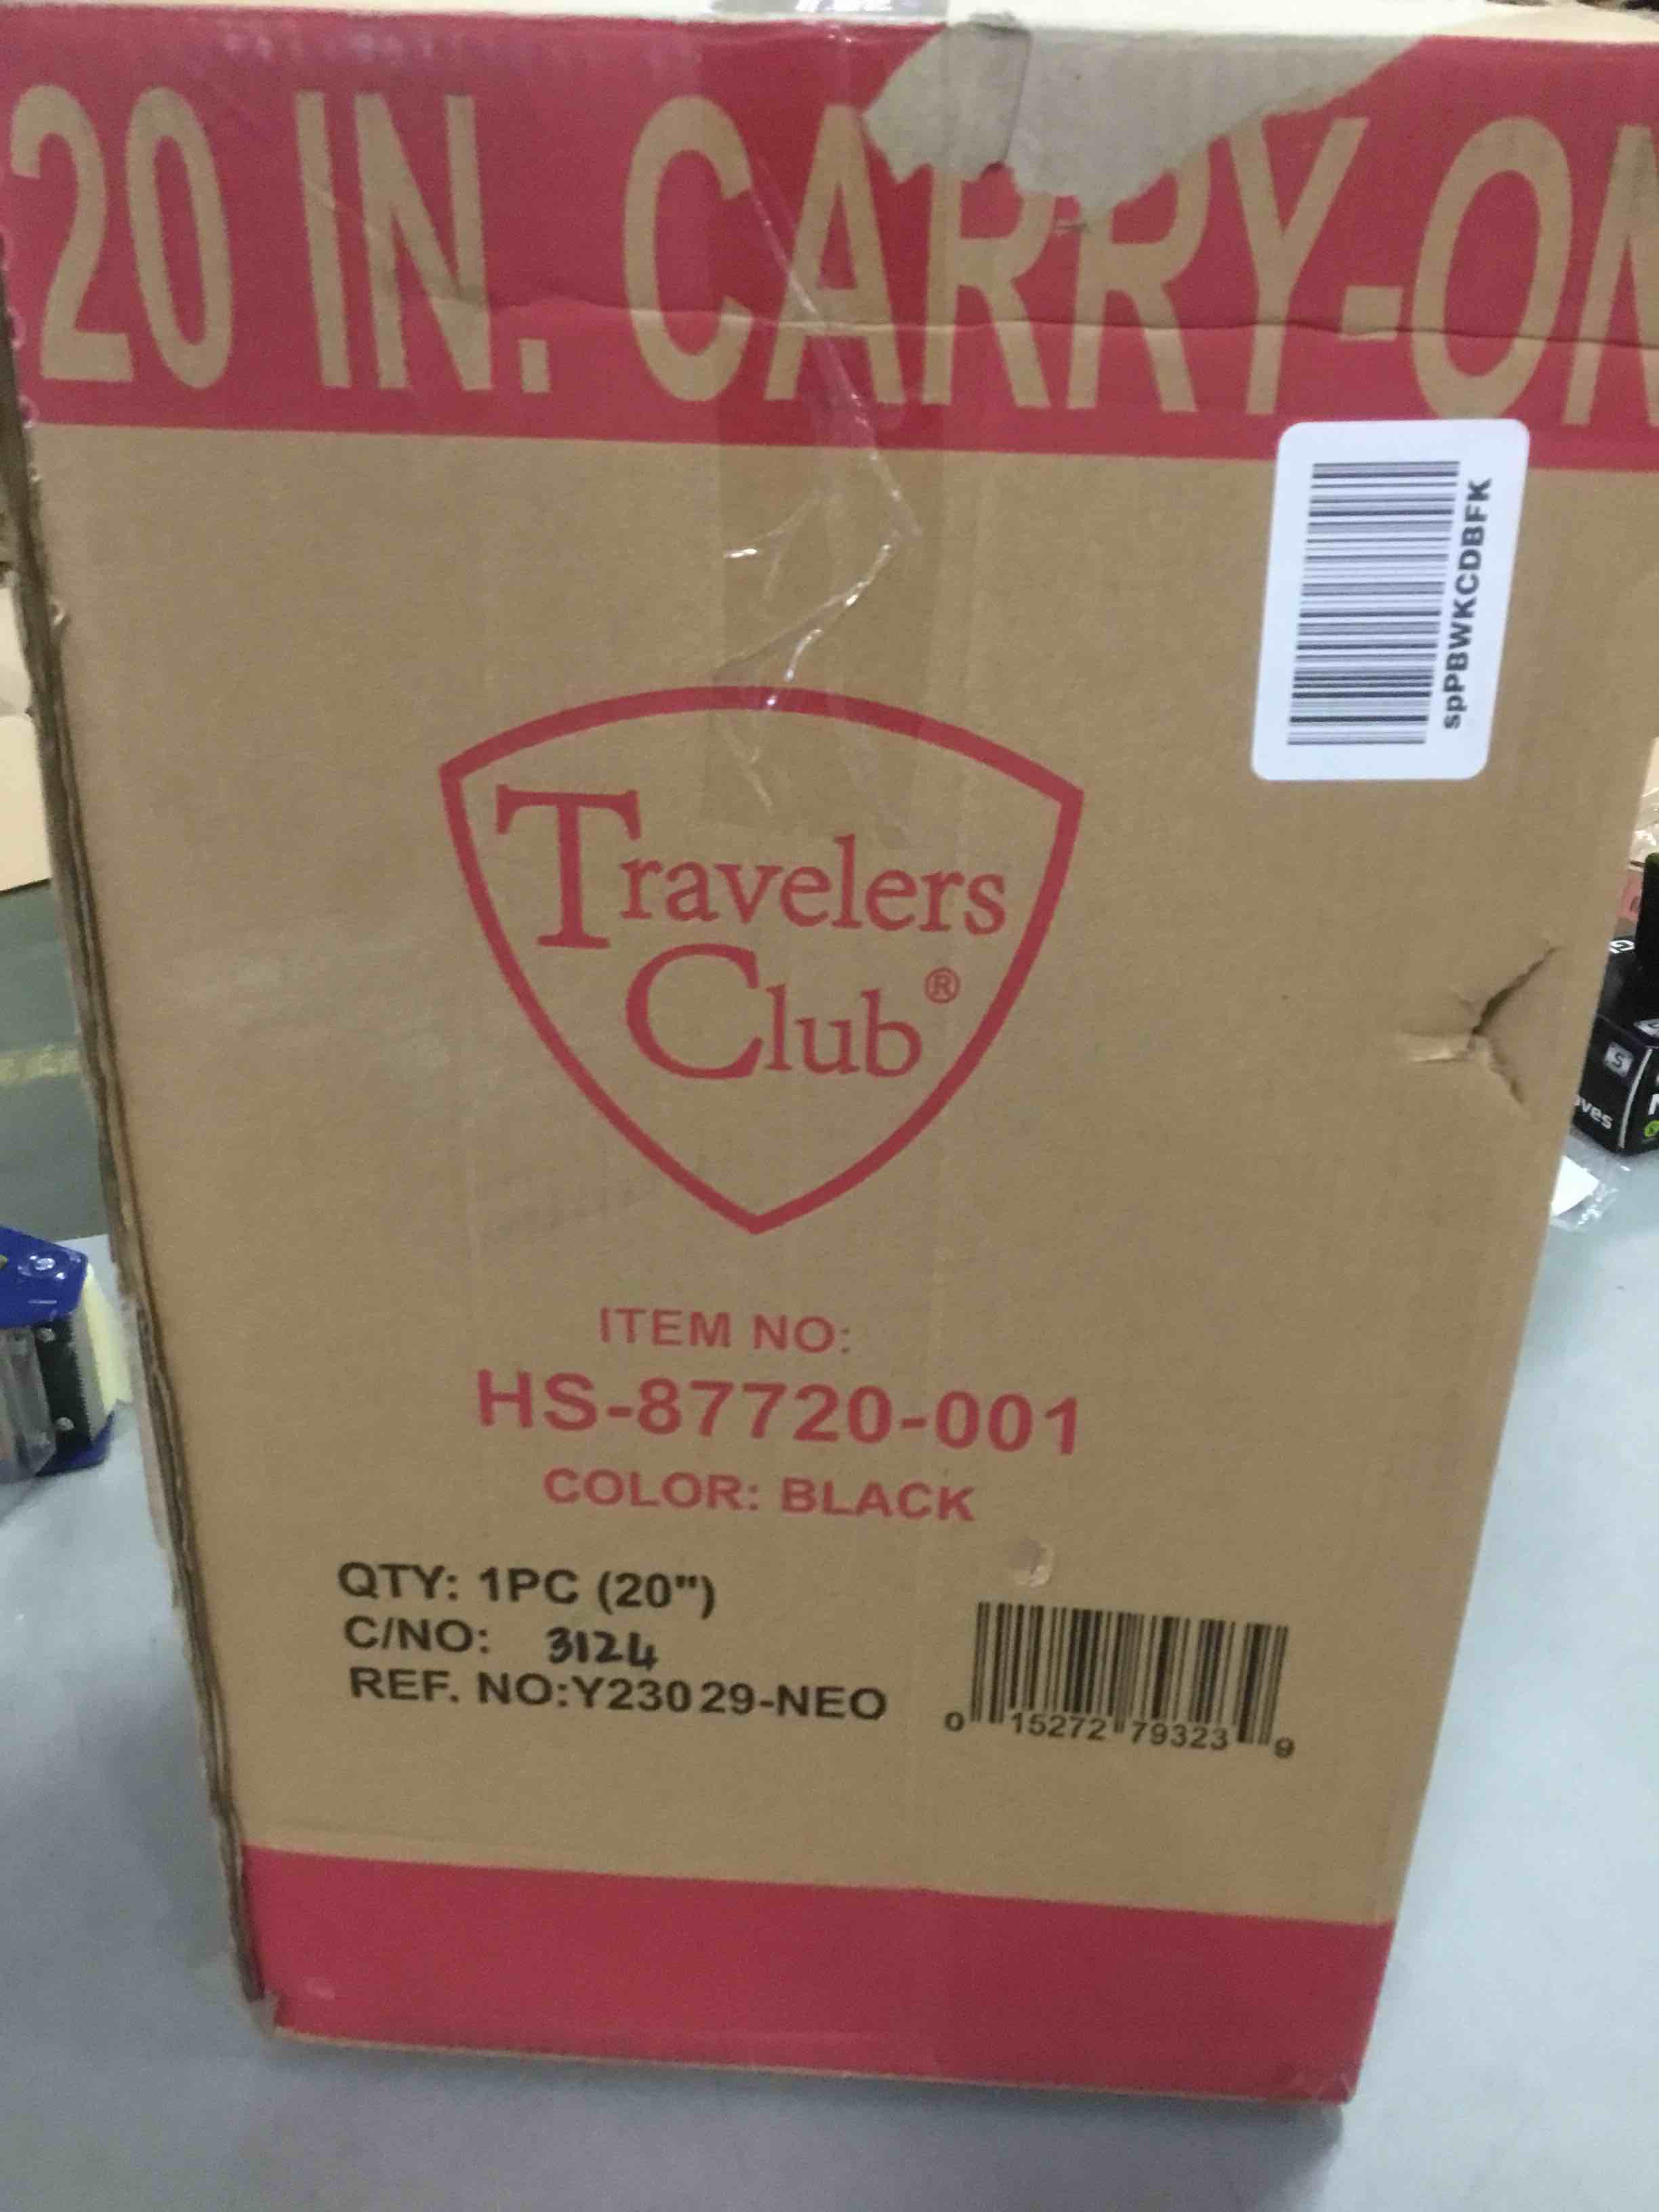 20 IN. CARRY-ON
spPBWKCDBFK
Travelers
Club®
ITEM NO:
HS-87720-001
COLOR: BLACK
QTY: 1PC (20")
C/NO: 3124
REF. NO:Y23029-NEO
0 15272 79323 9
S